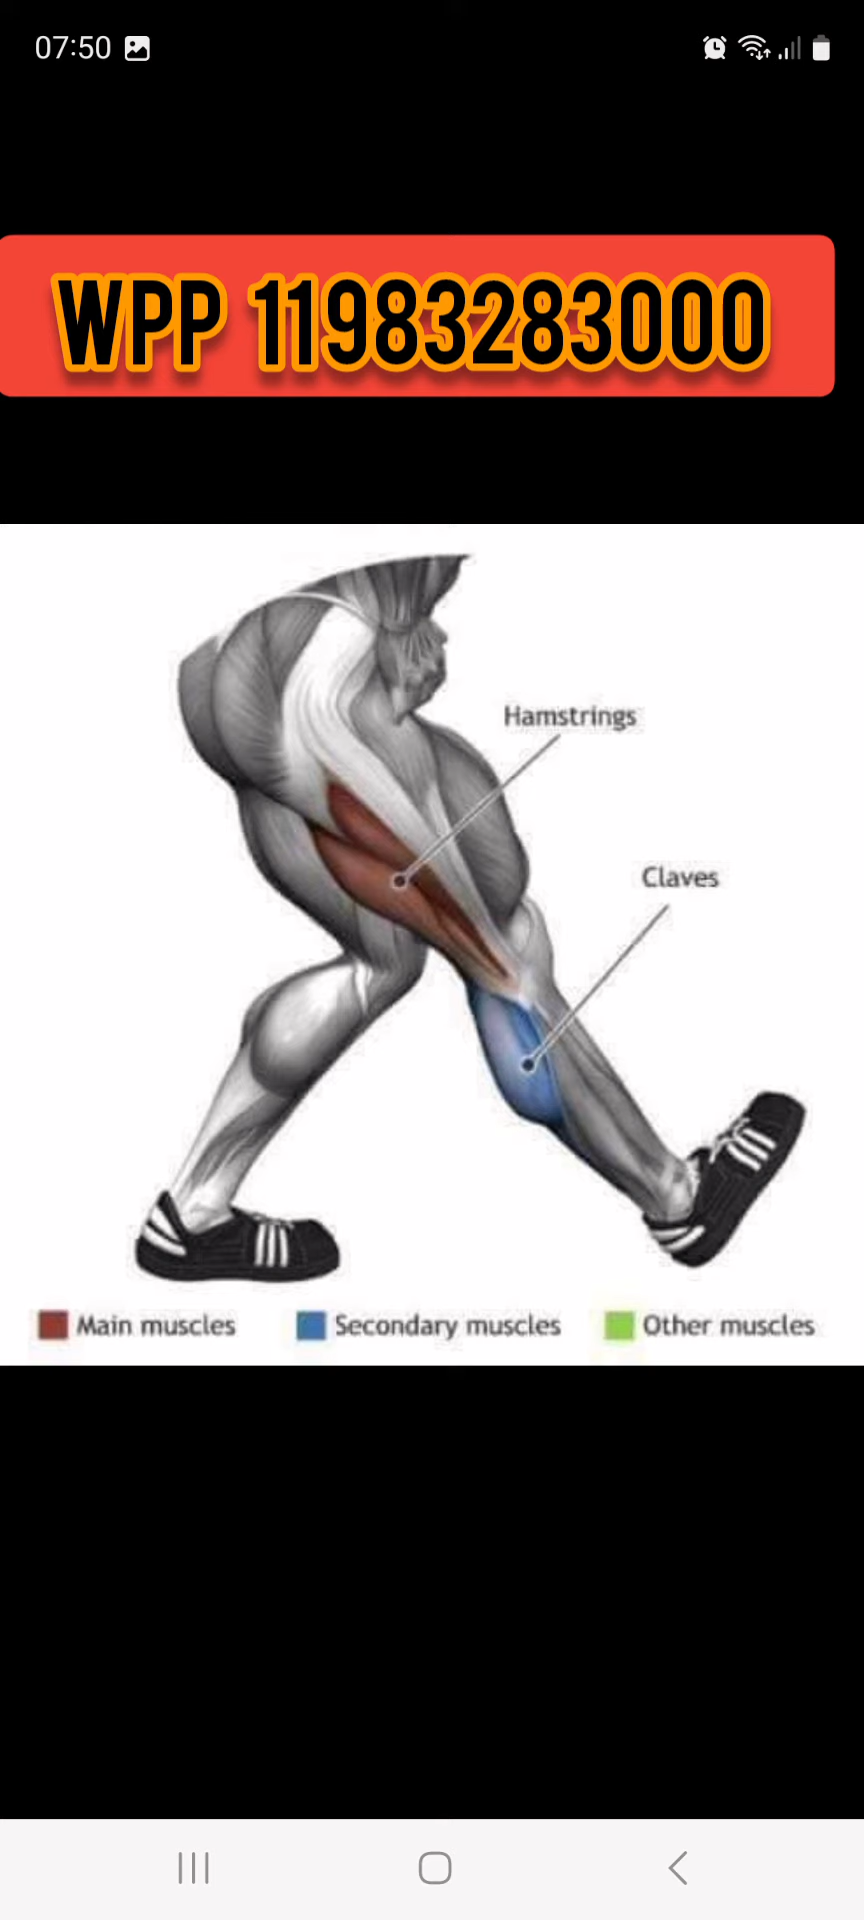 07:50
WPP 11983283000
Hamstrings
Claves
Main muscles
Secondary muscles
Other muscles